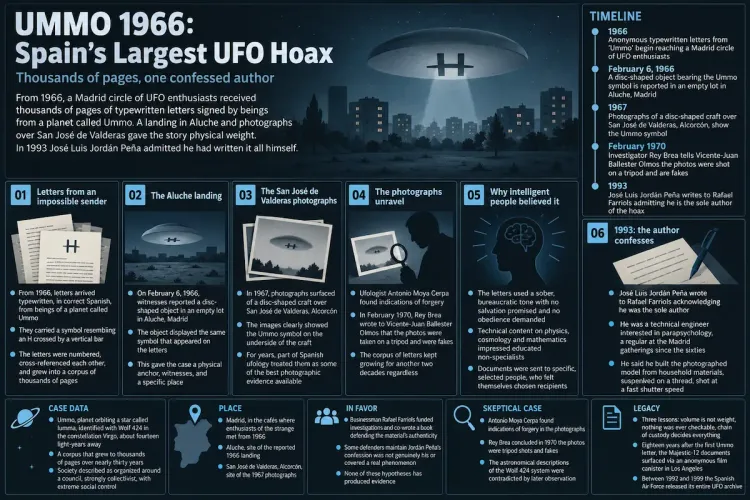 UMMO 1966:
Spain's Largest UFO Hoax
Thousands of pages, one confessed author
From 1966, a Madrid circle of UFO enthusiasts received
thousands of pages of typewritten letters signed by beings
from a planet called Ummo. A landing in Aluche and photographs
over San José de Valderas gave the story physical weight.
In 1993 José Luis Jordán Peña admitted he had written it all himself.
TIMELINE
1966
Anonymous typewritten letters from
'Ummo' begin reaching a Madrid circle
of UFO enthusiasts
February 6, 1966
A disc-shaped object bearing the Ummo
symbol is reported in an empty lot in
Aluche, Madrid
1967
Photographs of a disc-shaped craft over
San José de Valderas, Alcorcón, show
the Ummo symbol
February 1970
Investigator Rey Brea tells Vicente-Juan
Ballester Olmos the photos were shot
on a tripod and are fakes
1993
José Luis Jordán Peña writes to Rafael
Farriols admitting he is the sole author
of the hoax
01
Letters from an
impossible sender
From 1966, letters arrived
typewritten, in correct Spanish,
from beings of a planet called
Ummo
They carried a symbol resembling
an H crossed by a vertical bar
The letters were numbered,
cross-referenced each other,
and grew into a corpus of
thousands of pages
02
The Aluche landing
On February 6, 1966,
witnesses reported a disc-
shaped object in an empty lot
in Aluche, Madrid
The object displayed the same
symbol that appeared on
the letters
This gave the case a physical
anchor, witnesses, and
a specific place
03
The San José de
Valderas photographs
In 1967, photographs surfaced
of a disc-shaped craft over
San José de Valderas, Alcorcón
The images clearly showed
the Ummo symbol on the
underside of the craft
For years, part of Spanish
ufology treated them as some
of the best photographic
evidence available
04
The photographs
unravel
Ufologist Antonio Moya Cerpa
found indications of forgery
In February 1970, Rey Brea
wrote to Vicente-Juan Ballester
Olmos that the photos were
taken on a tripod and were fakes
The corpus of letters kept
growing for another two
decades regardless
05
Why intelligent
people believed it
The letters used a sober,
bureaucratic tone with no
salvation promised and no
obedience demanded
Technical content on physics,
cosmology and mathematics
impressed educated
non-specialists
Documents were sent to specific,
selected people, who felt
themselves chosen recipients
06
1993: the author
confesses
José Luis Jordán Peña wrote
to Rafael Farriols acknowledging
he was the sole author
He was a technical engineer
interested in parapsychology,
a regular at the Madrid
gatherings since the sixties
He said he built the photographed
model from household materials,
suspenled on a thread, shot at
a fast shutter speed
CASE DATA
Ummo, planet orbiting a star called
Iumma, identified with Wolf 424 in
the constellation Virgo, about fourteen
light-years away
A corpus that grew to thousands
of pages over nearly thirty years
Society described as organized around
a council, strongly collectivist, with
extreme social control
PLACE
Madrid, in the cafés where
enthusiasts of the strange
met from 1966
Aluche, site of the reported
1966 landing
San José de Valderas, Alcorcón,
site of the 1967 photographs
IN FAVOR
Businessman Rafael Farriols funded
investigations and co-wrote a book
defending the material's authenticity
Some defenders maintain Jordán Peña's
confession was not genuinely his or covered
a real phenomenon
None of these hypotheses has
produced evidence
SKEPTICAL CASE
Antonio Moya Cerpa found
indications of forgery in the photographs
Rey Brea concluded in 1970 the photos
were tripod shots and fakes
The astronomical descriptions
of the Wolf 424 system were
contradicted by later observation
LEGACY
Three lessons: volume is not weight,
nothing was ever checkable, chain
of custody decides everything
Eighteen years after the first Ummo
letter, the Majestic-12 documents
surfaced via an anonymous film
canister in Los Angeles
Between 1992 and 1999 the Spanish
Air-Force released its entire UFO archive